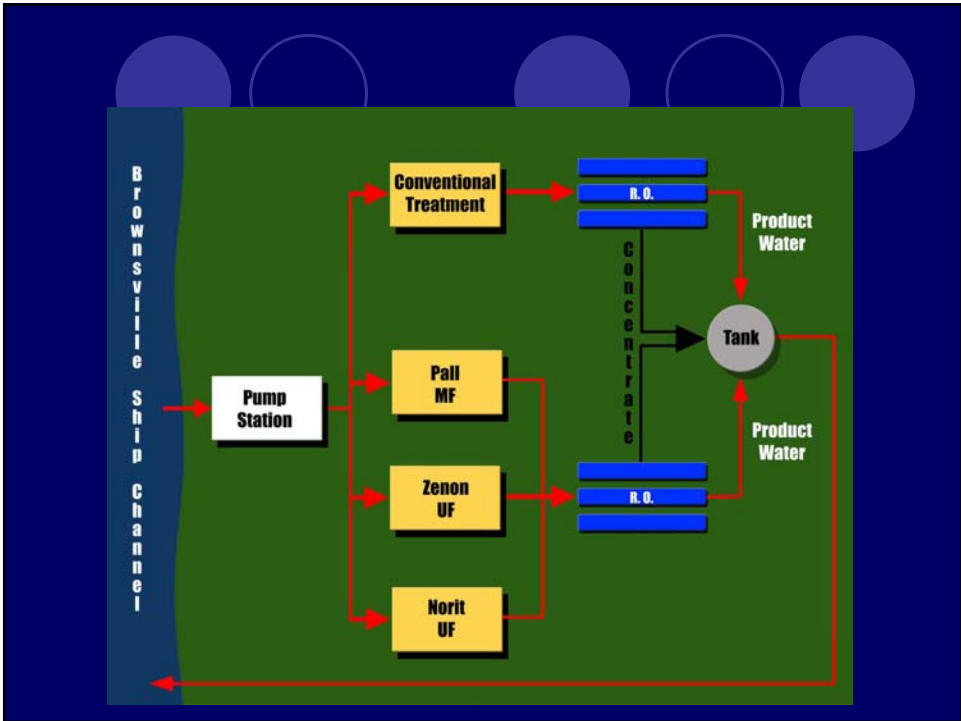 Brownsville Ship Channel
Conventional
Treatment
R.O.
Product
Water
Concentrate
Tank
Pall
MF
Pump
Station
Product
Water
Zenon
UF
R.O.
Norit
UF